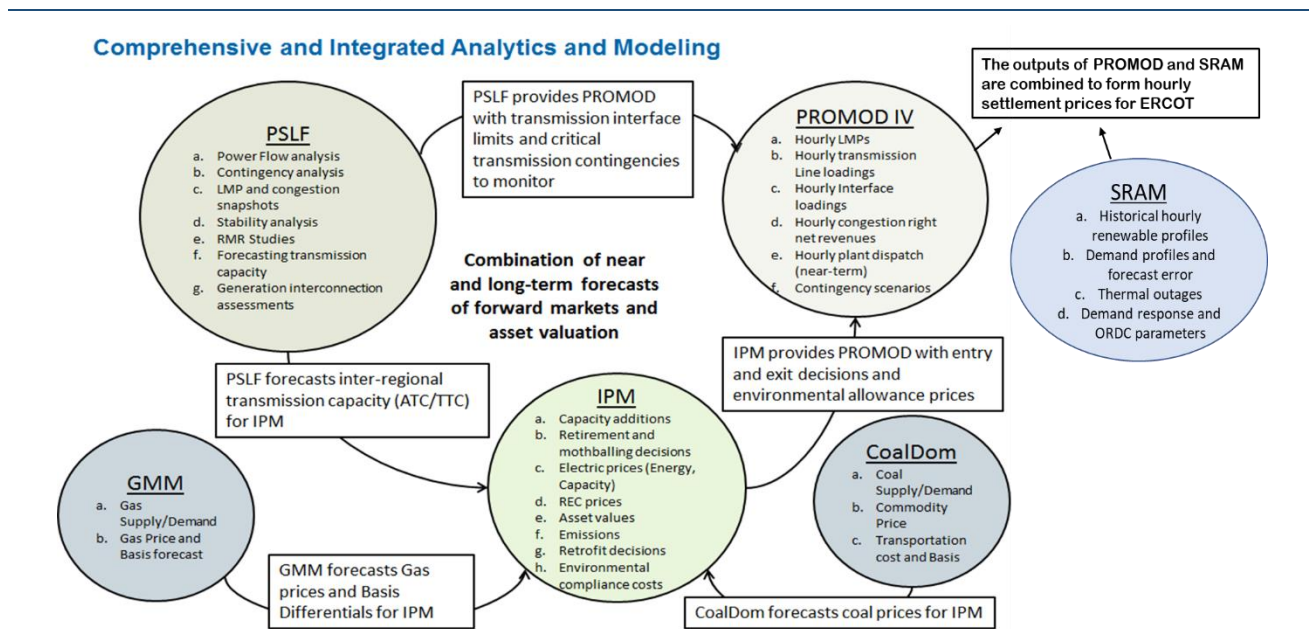 Comprehensive and Integrated Analytics and Modeling
PSLF
a. Power Flow analysis
b. Contingency analysis
c. LMP and congestion
snapshots
d. Stability analysis
e. RMR Studies
f. Forecasting transmission
capacity
g. Generation interconnection
assessments
PSLF provides PROMOD
with transmission interface
limits and critical
transmission contingencies
to monitor
PROMOD IV
a. Hourly LMPs
b. Hourly transmission
Line loadings
c. Hourly Interface
loadings
d. Hourly congestion right
net revenues
e. Hourly plant dispatch
(near-term)
f. Contingency scenarios
The outputs of PROMOD and SRAM
are combined to form hourly
settlement prices for ERCOT
SRAM
a. Historical hourly
renewable profiles
b. Demand profiles and
forecast error
c. Thermal outages
d. Demand response and
ORDC parameters
Combination of near
and long-term forecasts
of forward markets and
asset valuation
PSLF forecasts inter-regional
transmission capacity (ATC/TTC)
for IPM
IPM provides PROMOD with entry
and exit decisions and
environmental allowance prices
GMM
a. Gas
Supply/Demand
b. Gas Price and
Basis forecast
IPM
a. Capacity additions
b. Retirement and
mothballing decisions
c. Electric prices (Energy,
Capacity)
d. REC prices
e. Asset values
f. Emissions
g. Retrofit decisions
h. Environmental
compliance costs
CoalDom
a. Coal
Supply/Demand
b. Commodity
Price
c. Transportation
cost and Basis
GMM forecasts Gas
prices and Basis
Differentials for IPM
CoalDom forecasts coal prices for IPM